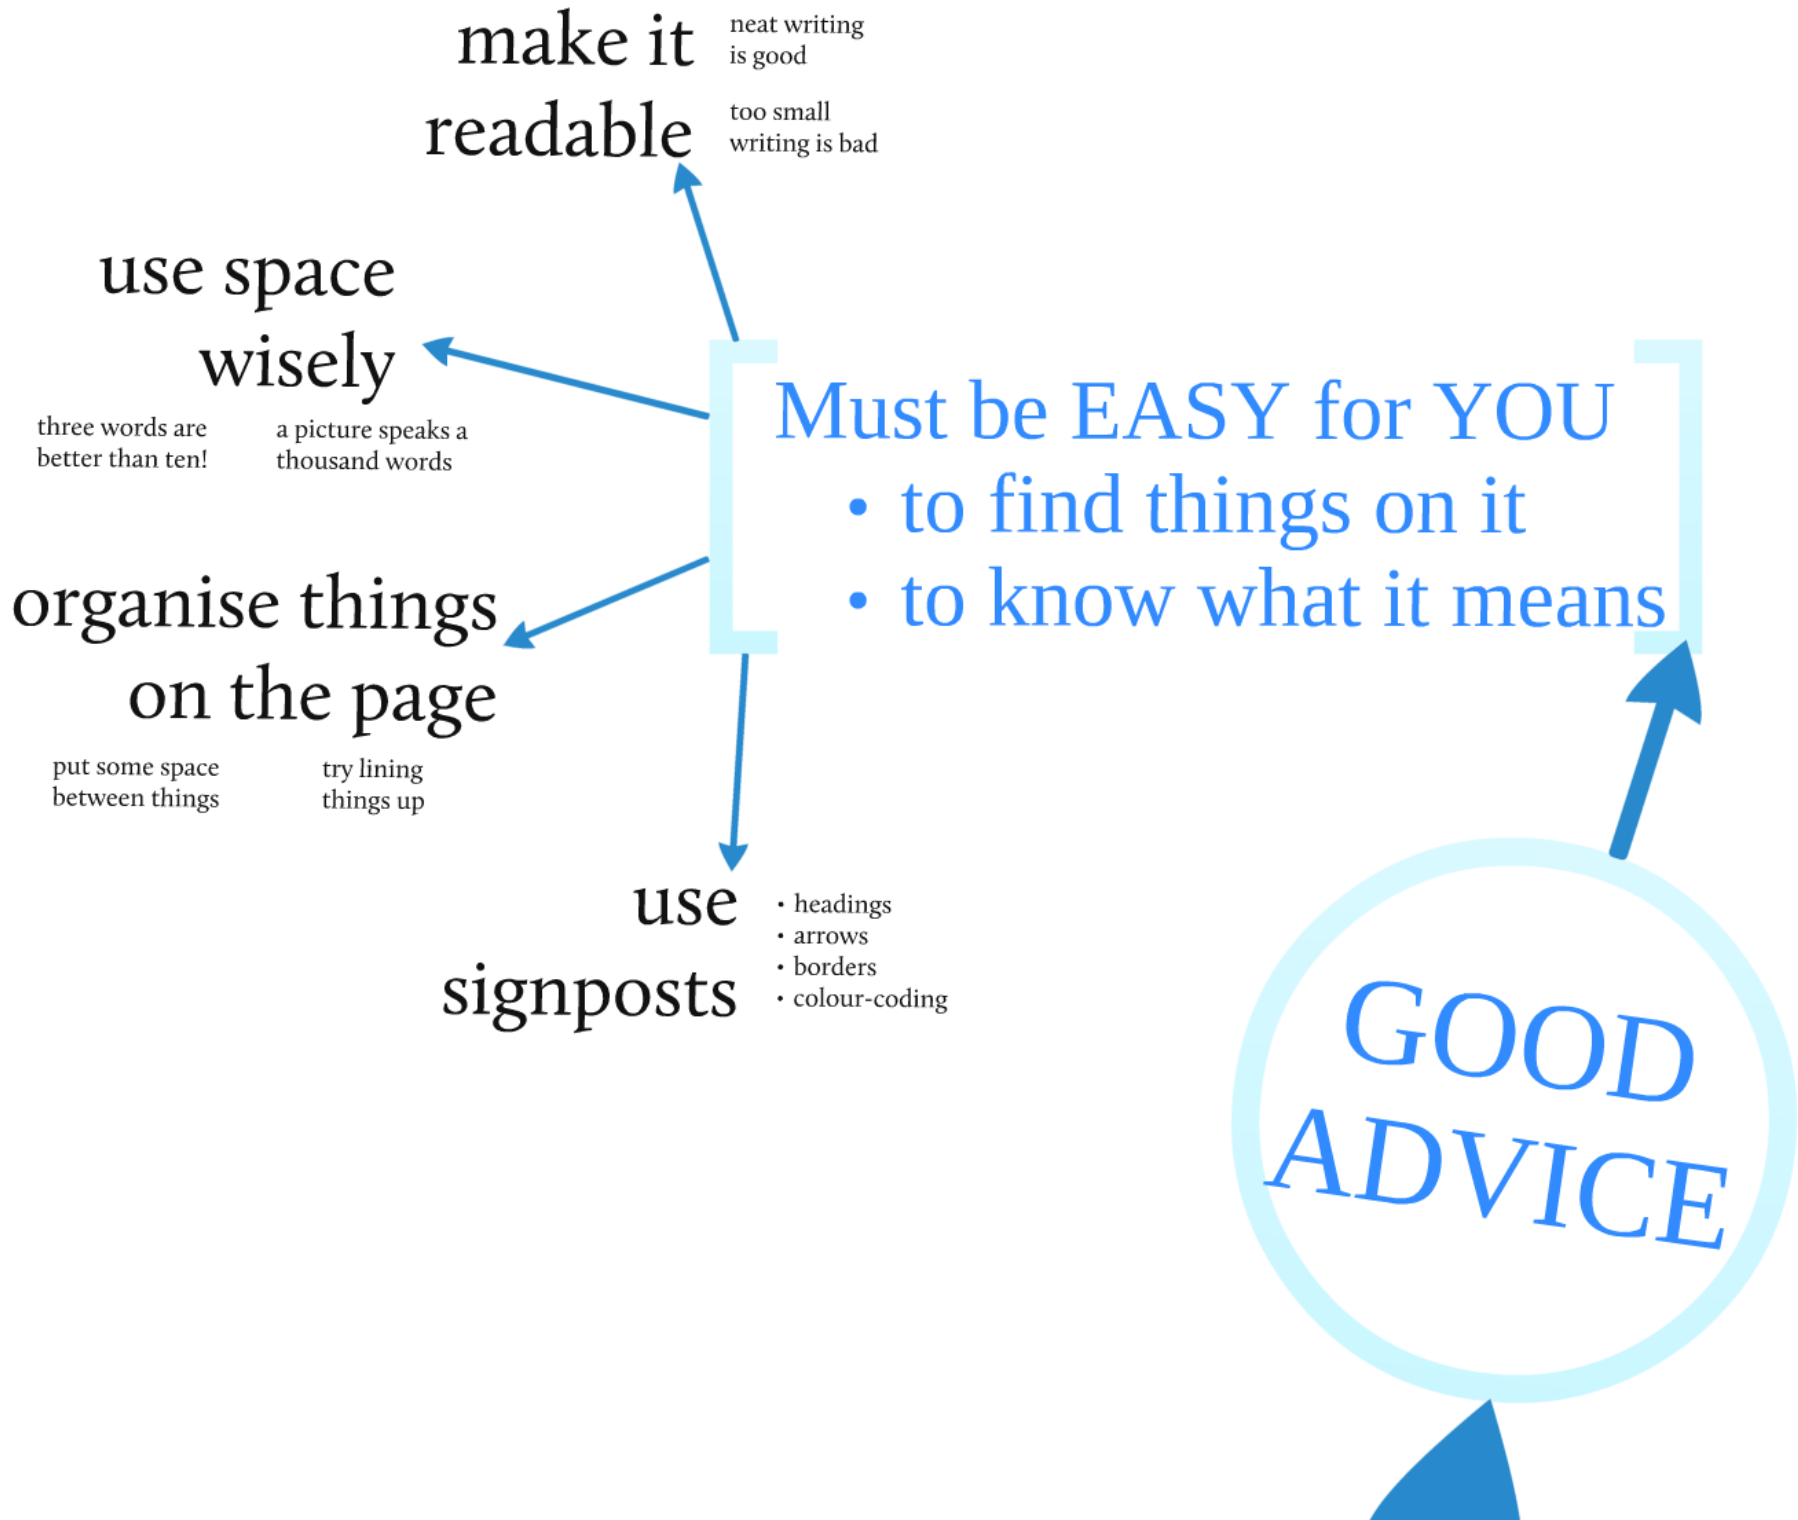 make it
readable
neat writing
is good
too small
writing is bad
use space
wisely
three words are
better than ten!
a picture speaks a
thousand words
Must be EASY for YOU
• to find things on it
• to know what it means
organise things
on the page
put some space
between things
try lining
things up
use
signposts
• headings
• arrows
• borders
• colour-coding
GOOD
ADVICE